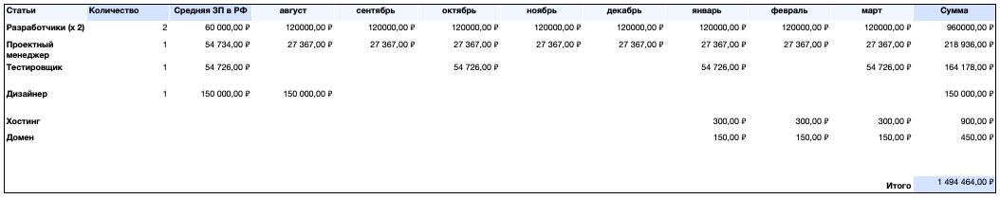 Статьи Количество Средняя ЗП в РФ август сентябрь октябрь ноябрь декабрь январь февраль март Сумма
Разработчики (x 2) 2 60 000,00 ₽ 120000,00 ₽ 120000,00 ₽ 120000,00 ₽ 120000,00 ₽ 120000,00 ₽ 120000,00 ₽ 120000,00 ₽ 120000,00 ₽ 960000,00 ₽
Проектный 1 54 734,00 ₽ 27 367,00 ₽ 27 367,00 ₽ 27 367,00 ₽ 27 367,00 ₽ 27 367,00 ₽ 27 367,00 ₽ 27 367,00 ₽ 27 367,00 ₽ 218 936,00 ₽
менеджер
Тестировщик 1 54 726,00 ₽ 54 726,00 ₽ 54 726,00 ₽ 54 726,00 ₽ 164 178,00 ₽
Дизайнер 1 150 000,00 ₽ 150 000,00 ₽ 150 000,00 ₽
Хостинг 300,00 ₽ 300,00 ₽ 300,00 ₽ 900,00 ₽
Домен 150,00 ₽ 150,00 ₽ 150,00 ₽ 450,00 ₽
Итого 1 494 464,00 ₽